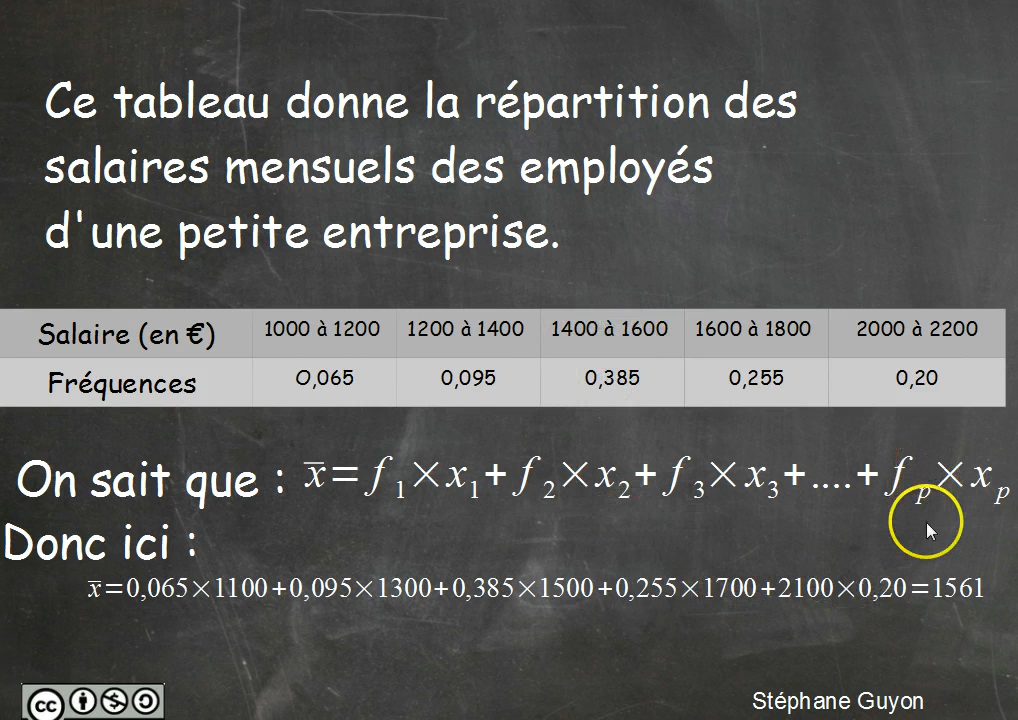 Ce tableau donne la répartition des
salaires mensuels des employés
d'une petite entreprise.
Salaire (en €) 1000 à 1200 1200 à 1400 1400 à 1600 1600 à 1800 2000 à 2200
Fréquences 0,065 0,095 0,385 0,255 0,20
On sait que : x̅=f₁×x₁+f₂×x₂+f₃×x₃+....+fₚ×xₚ
Donc ici :
x̅=0,065×1100+0,095×1300+0,385×1500+0,255×1700+2100×0,20=1561
cc
Stéphane Guyon